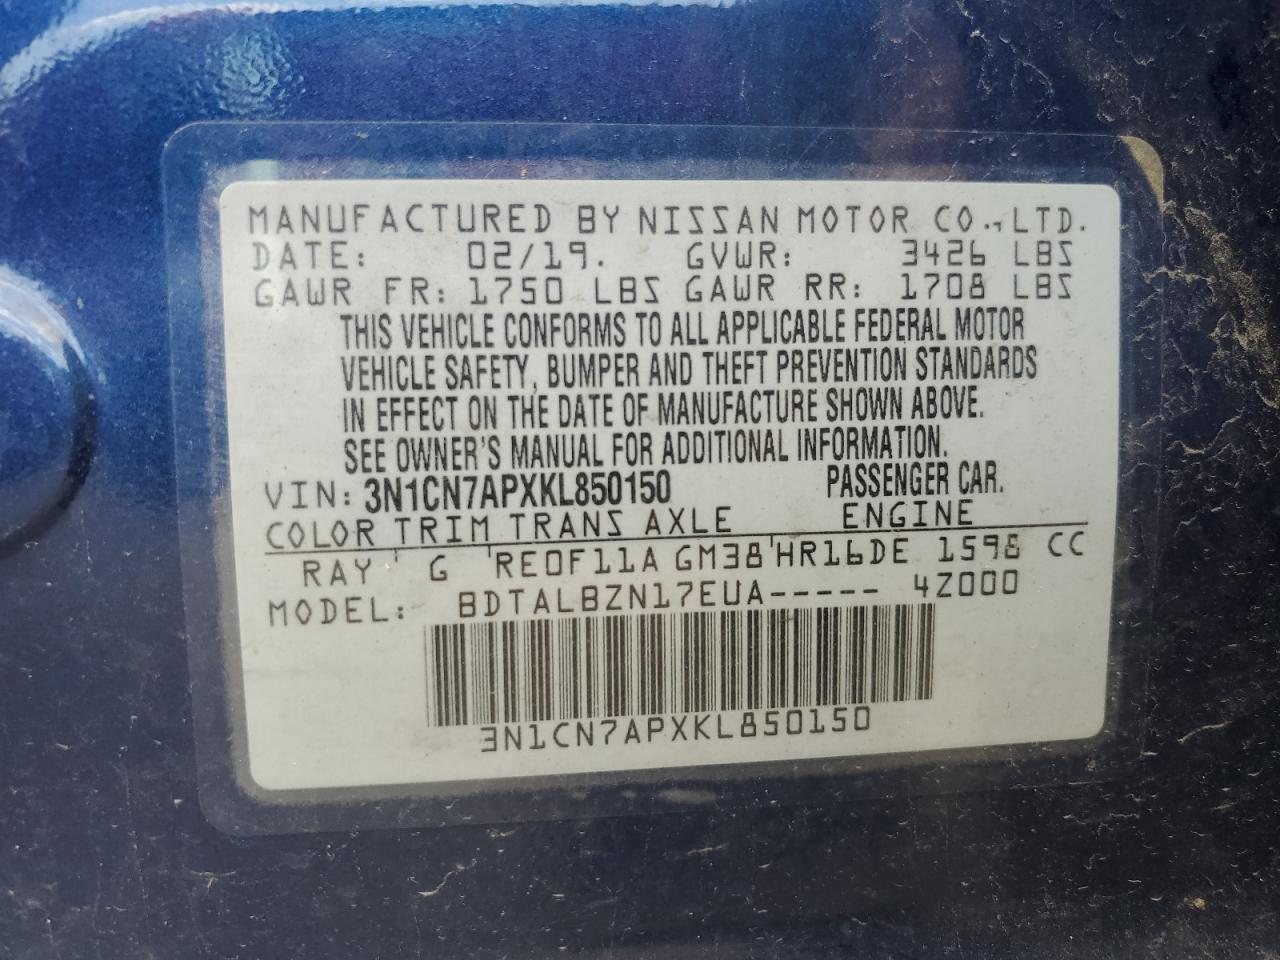 MANUFACTURED BY NISSAN MOTOR CO., LTD.
DATE: 02/19. GVWR: 3426 LBS
GAWR FR: 1750 LBS GAWR RR: 1708 LBS
THIS VEHICLE CONFORMS TO ALL APPLICABLE FEDERAL MOTOR
VEHICLE SAFETY, BUMPER AND THEFT PREVENTION STANDARDS
IN EFFECT ON THE DATE OF MANUFACTURE SHOWN ABOVE.
SEE OWNER'S MANUAL FOR ADDITIONAL INFORMATION.
VIN: 3N1CN7APXKL850150 PASSENGER CAR.
COLOR TRIM TRANS AXLE ENGINE
RAY G RE0F11A GM38 HR16DE 1598 CC
MODEL: BDTALBZN17EUA----- 4Z000
3N1CN7APXKL850150